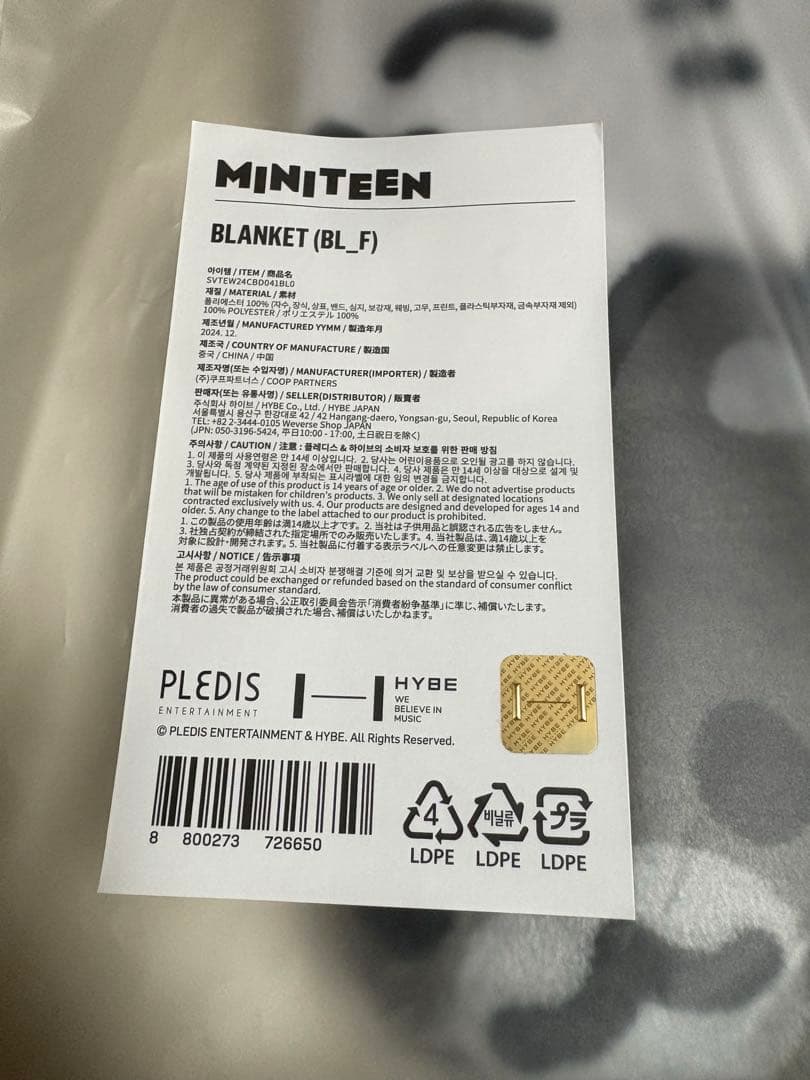 MINITEEN
BLANKET (BL_F)
아이템 / ITEM / 商品名
SVTEW24CBD041BL0
재질 / MATERIAL / 素材
폴리에스터 100% (자수, 장식, 상표, 밴드, 심지, 보강재, 웨빙, 고무, 프린트, 플라스틱부자재, 금속부자재 제외)
100% POLYESTER / ポリエステル 100%
제조년월 / MANUFACTURED YYMM / 製造年月
2024. 12.
제조국 / COUNTRY OF MANUFACTURE / 製造国
중국 / CHINA / 中国
제조자명(또는 수입자명) / MANUFACTURER(IMPORTER) / 製造者
(주)쿠프파트너스 / COOP PARTNERS
판매자(또는 유통사명) / SELLER(DISTRIBUTOR) / 販賣者
주식회사 하이브 / HYBE Co., Ltd. / HYBE JAPAN
서울특별시 용산구 한강대로 42 / 42 Hangang-daero, Yongsan-gu, Seoul, Republic of Korea
TEL: +82 2-3444-0105 Weverse Shop JAPAN
(JPN: 050-3196-5424, 平日10:00 - 17:00, 土日祝日を除く)
주의사항 / CAUTION / 注意 : 플레디스 & 하이브의 소비자 보호를 위한 판매 방침
1. 이 제품의 사용연령은 만 14세 이상입니다. 2. 당사는 어린이용품으로 오인될 광고를 하지 않습니다.
3. 당사와 독점 계약된 지정된 장소에서만 판매합니다. 4. 당사 제품은 만 14세 이상을 대상으로 설계 및
개발됩니다. 5. 당사 제품에 부착되는 표시라벨에 대한 임의 변경을 금지합니다.
1. The age of use of this product is 14 years of age or older. 2. We do not advertise products
that will be mistaken for children's products. 3. We only sell at designated locations
contracted exclusively with us. 4. Our products are designed and developed for ages 14 and
older. 5. Any change to the label attached to our product is prohibited.
1. この製品の使用年齢は満14歳以上才です。2. 当社は子供用品と誤認される広告をしません。
3. 社独占契約が締結された指定場所でのみ販売いたします。4. 当社製品は、満14歳以上を
対象に設計・開発されます。5. 当社製品に付着する表示ラベルへの任意変更は禁止します。
고시사항 / NOTICE / 告示事項
본 제품은 공정거래위원회 고시 소비자 분쟁해결 기준에 의거 교환 및 보상을 받으실 수 있습니다.
The product could be exchanged or refunded based on the standard of consumer conflict
by the law of consumer standard.
本製品に異常がある場合、公正取引委員会告示「消費者紛争基準」に準じ、補償いたします。
消費者の過失で製品が破損された場合、補償はいたしかねます。
PLEDIS
ENTERTAINMENT
HYBE
WE
BELIEVE IN
MUSIC
© PLEDIS ENTERTAINMENT & HYBE. All Rights Reserved.
8 800273 726650
4 비닐류 プラ
LDPE LDPE LDPE